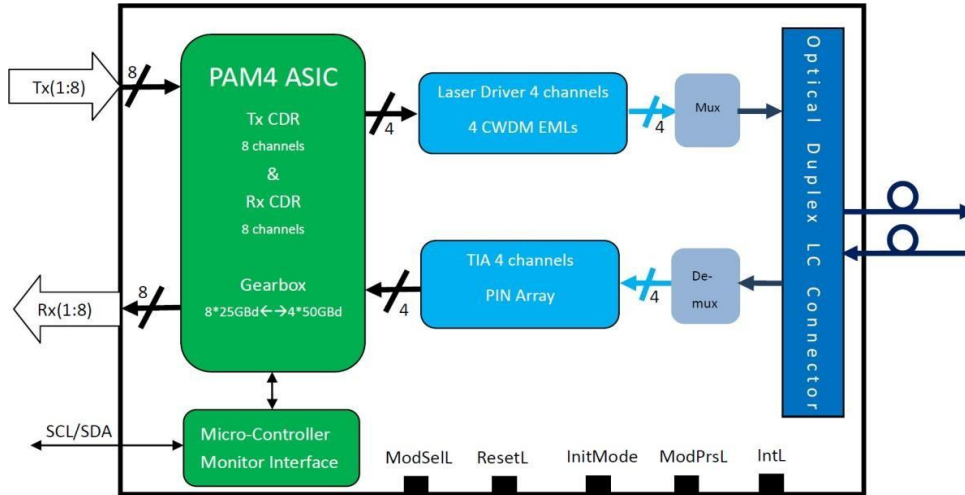 Tx(1:8)
8
PAM4 ASIC
Tx CDR
8 channels
&
Rx CDR
8 channels
Gearbox
8*25GBd←→4*50GBd
4
Laser Driver 4 channels
4 CWDM EMLs
4
Mux
Optical Duplex LC Connector
TIA 4 channels
PIN Array
4
4
De-
mux
Rx(1:8)
8
SCL/SDA
Micro-Controller
Monitor Interface
ModSelL
ResetL
InitMode
ModPrsL
IntL